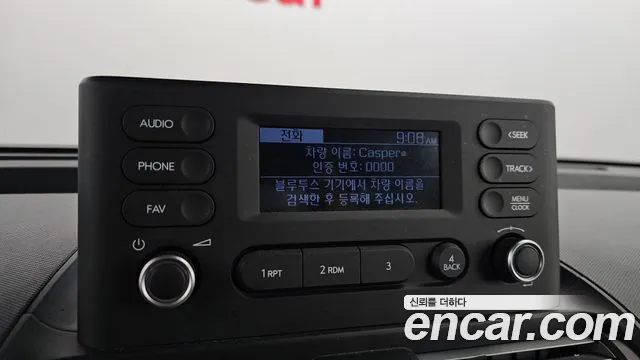 AUDIO
PHONE
FAV
전화 9:08 AM
차량 이름: Casper
인증 번호: 0000
블루투스 기기에서 차량 이름을
검색한 후 등록해 주십시오.
<SEEK
TRACK>
MENU/
CLOCK
1 RPT
2 RDM
3
4
BACK
신뢰를 더하다
encar.com